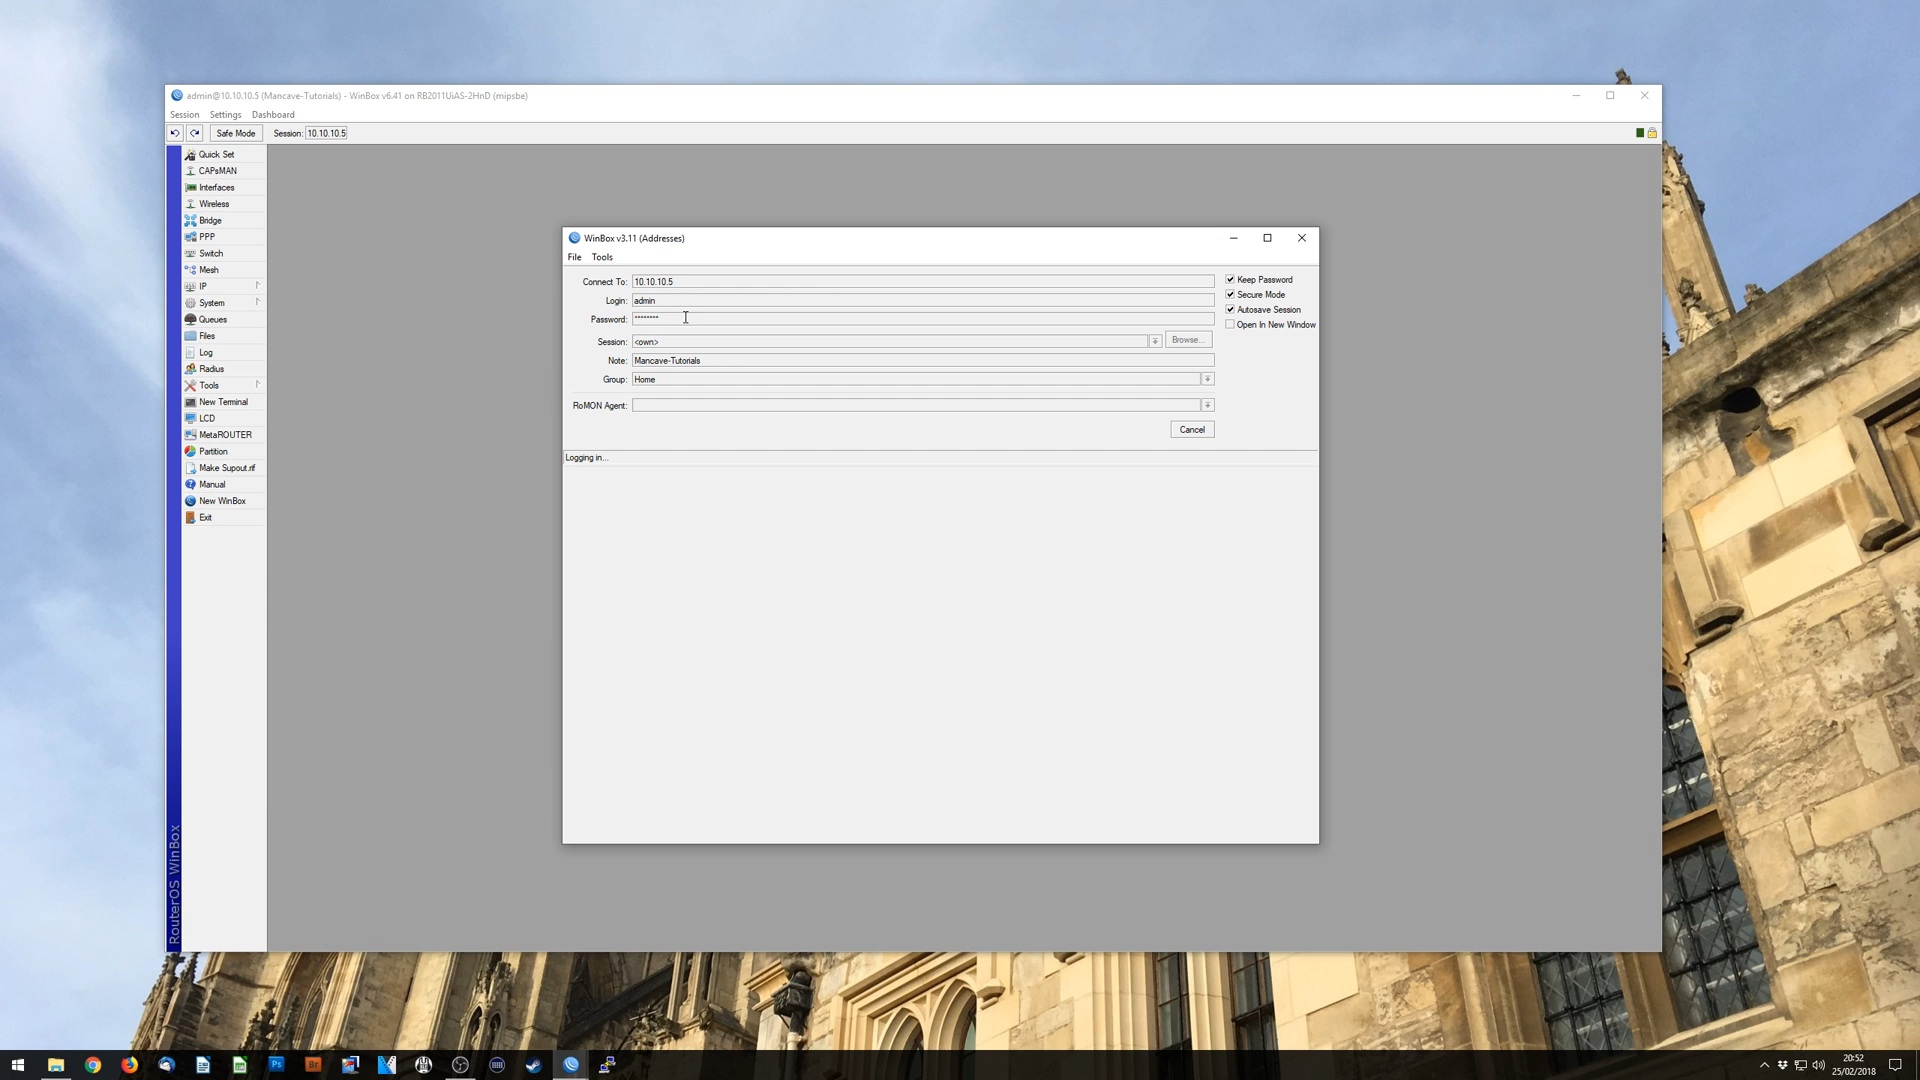 admin@10.10.10.5 (Mancave-Tutorials) - WinBox v6.41 on RB2011UiAS-2HnD (mipsbe)
Session Settings Dashboard
Safe Mode Session: 10.10.10.5
Quick Set
CAPsMAN
Interfaces
Wireless
Bridge
PPP
Switch
Mesh
IP
System
Queues
Files
Log
Radius
Tools
New Terminal
LCD
MetaROUTER
Partition
Make Supout.rif
Manual
New WinBox
Exit
RouterOS WinBox
WinBox v3.11 (Addresses)
File Tools
Connect To: 10.10.10.5
Login: admin
Password: ********
Session: <own> Browse...
Note: Mancave-Tutorials
Group: Home
RoMON Agent:
Keep Password
Secure Mode
Autosave Session
Open In New Window
Cancel
Logging in...
Ps
Br
20:52
25/02/2018